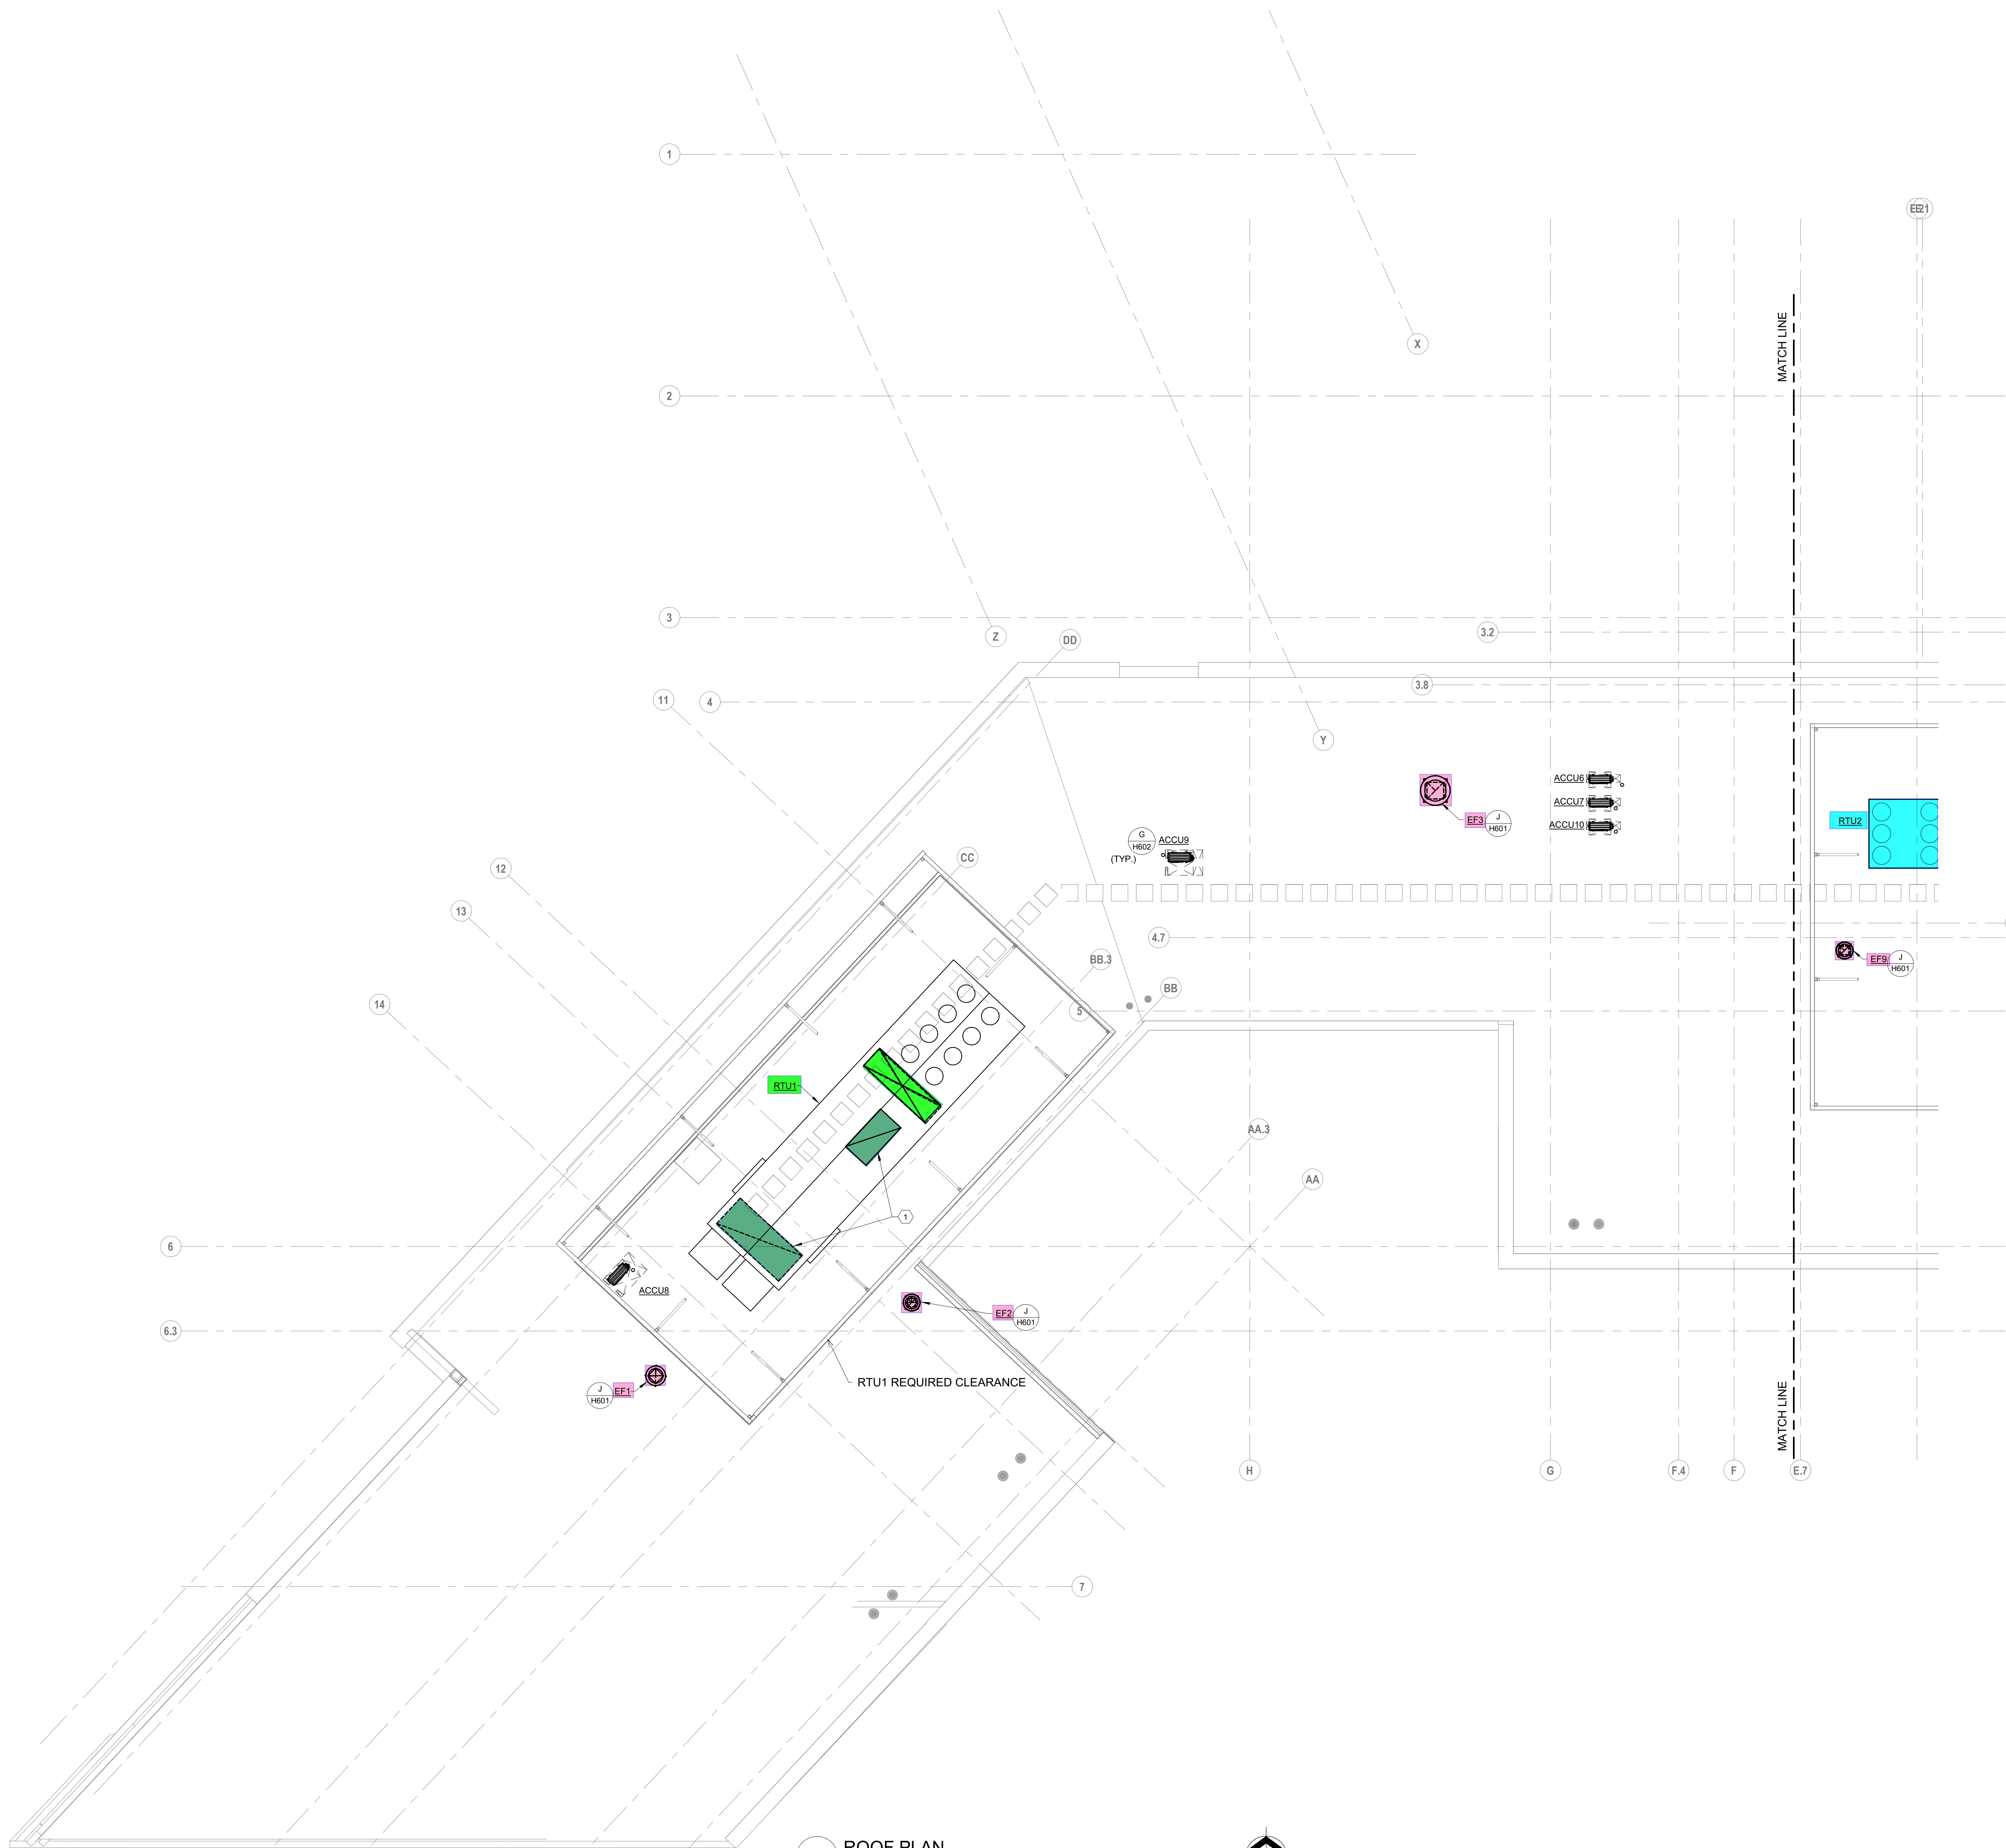 1
E.2
2
X
MATCH LINE
3
3.2
Z
DD
3.8
11
4
Y
ACCU6
RTU2
ACCU7
EF3
J
H601
ACCU10
G
H602
ACCU9
(TYP.)
12
CC
13
4.7
EF9
J
H601
BB.3
BB
14
5
RTU1
AA.3
AA
1
6
ACCU8
EF2
J
H601
6.3
RTU1 REQUIRED CLEARANCE
J
H601
EF1
MATCH LINE
H
G
F.4
F
E.7
7
ROOF PLAN